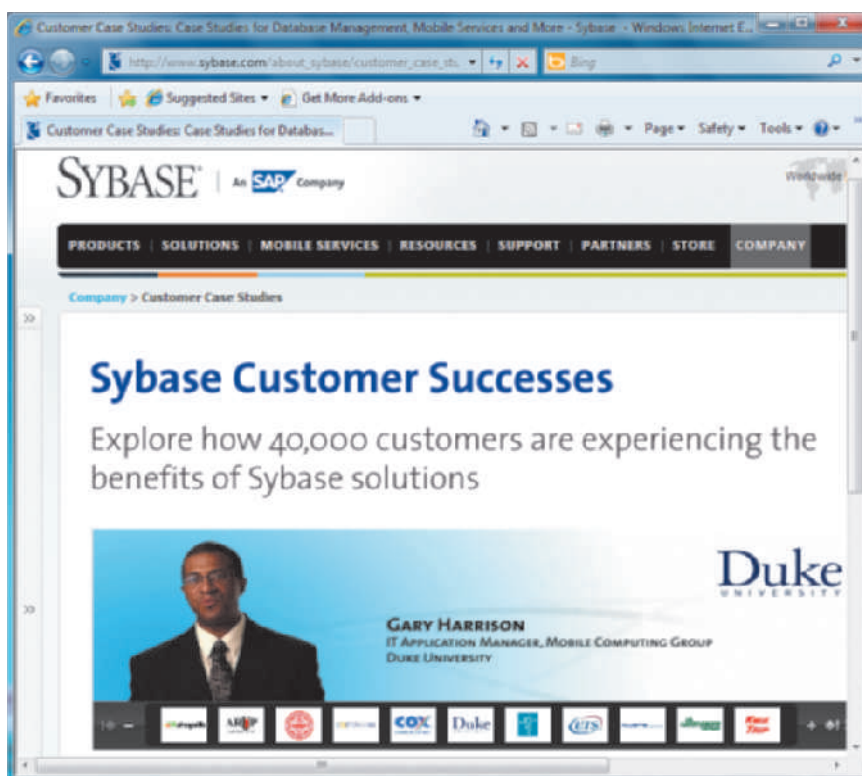 Customer Case Studies: Case Studies for Database Management, Mobile Services and More - Sybase - Windows Internet E...
http://www.sybase.com/about_sybase/customer_case_stu
Bing
Favorites Suggested Sites Get More Add-ons
Customer Case Studies: Case Studies for Databas... Page Safety Tools
SYBASE An SAP Company Worldwide
PRODUCTS | SOLUTIONS | MOBILE SERVICES | RESOURCES | SUPPORT | PARTNERS | STORE COMPANY
Company > Customer Case Studies
Sybase Customer Successes
Explore how 40,000 customers are experiencing the
benefits of Sybase solutions
Duke
UNIVERSITY
GARY HARRISON
IT APPLICATION MANAGER, MOBILE COMPUTING GROUP
DUKE UNIVERSITY
COX Duke